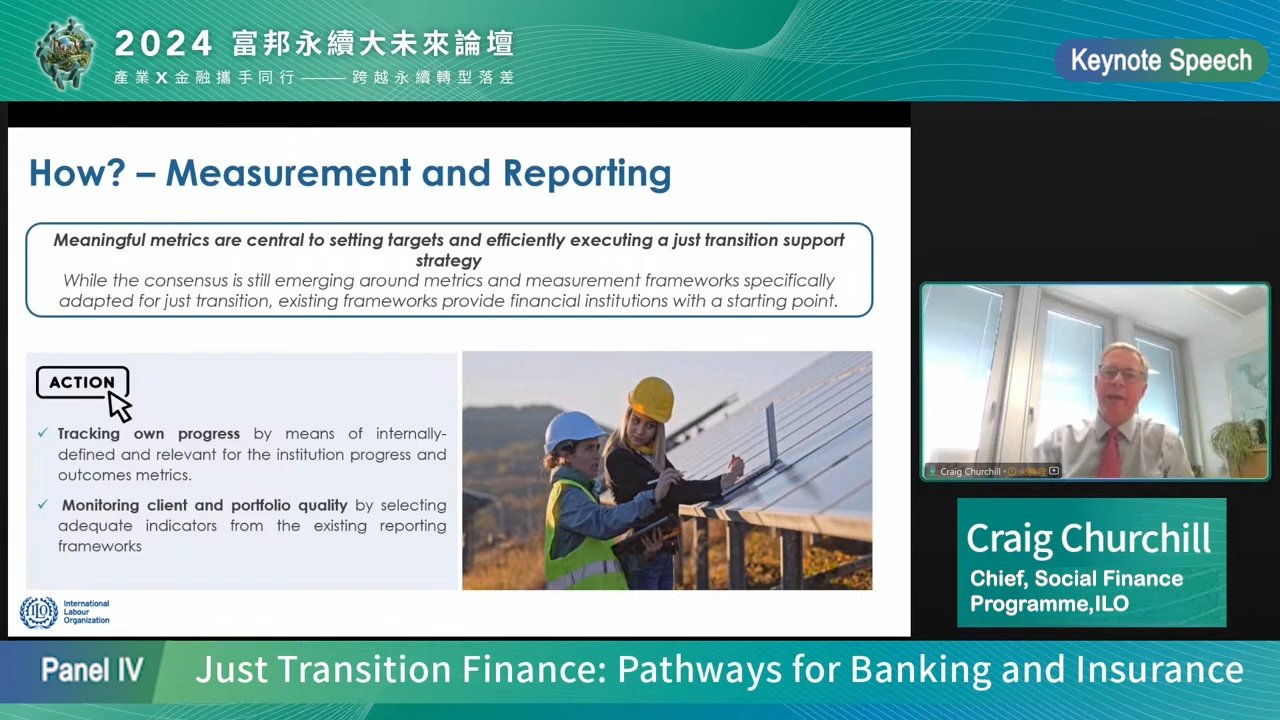 2024 富邦永續大未來論壇
產業X金融攜手同行——跨越永續轉型落差
Keynote Speech
How? – Measurement and Reporting
Meaningful metrics are central to setting targets and efficiently executing a just transition support
strategy
While the consensus is still emerging around metrics and measurement frameworks specifically
adapted for just transition, existing frameworks provide financial institutions with a starting point.
ACTION
✓ Tracking own progress by means of internally-
defined and relevant for the institution progress and
outcomes metrics.
✓ Monitoring client and portfolio quality by selecting
adequate indicators from the existing reporting
frameworks
ILO
International
Labour
Organization
Craig Churchill
Craig Churchill
Chief, Social Finance
Programme,ILO
Panel IV
Just Transition Finance: Pathways for Banking and Insurance